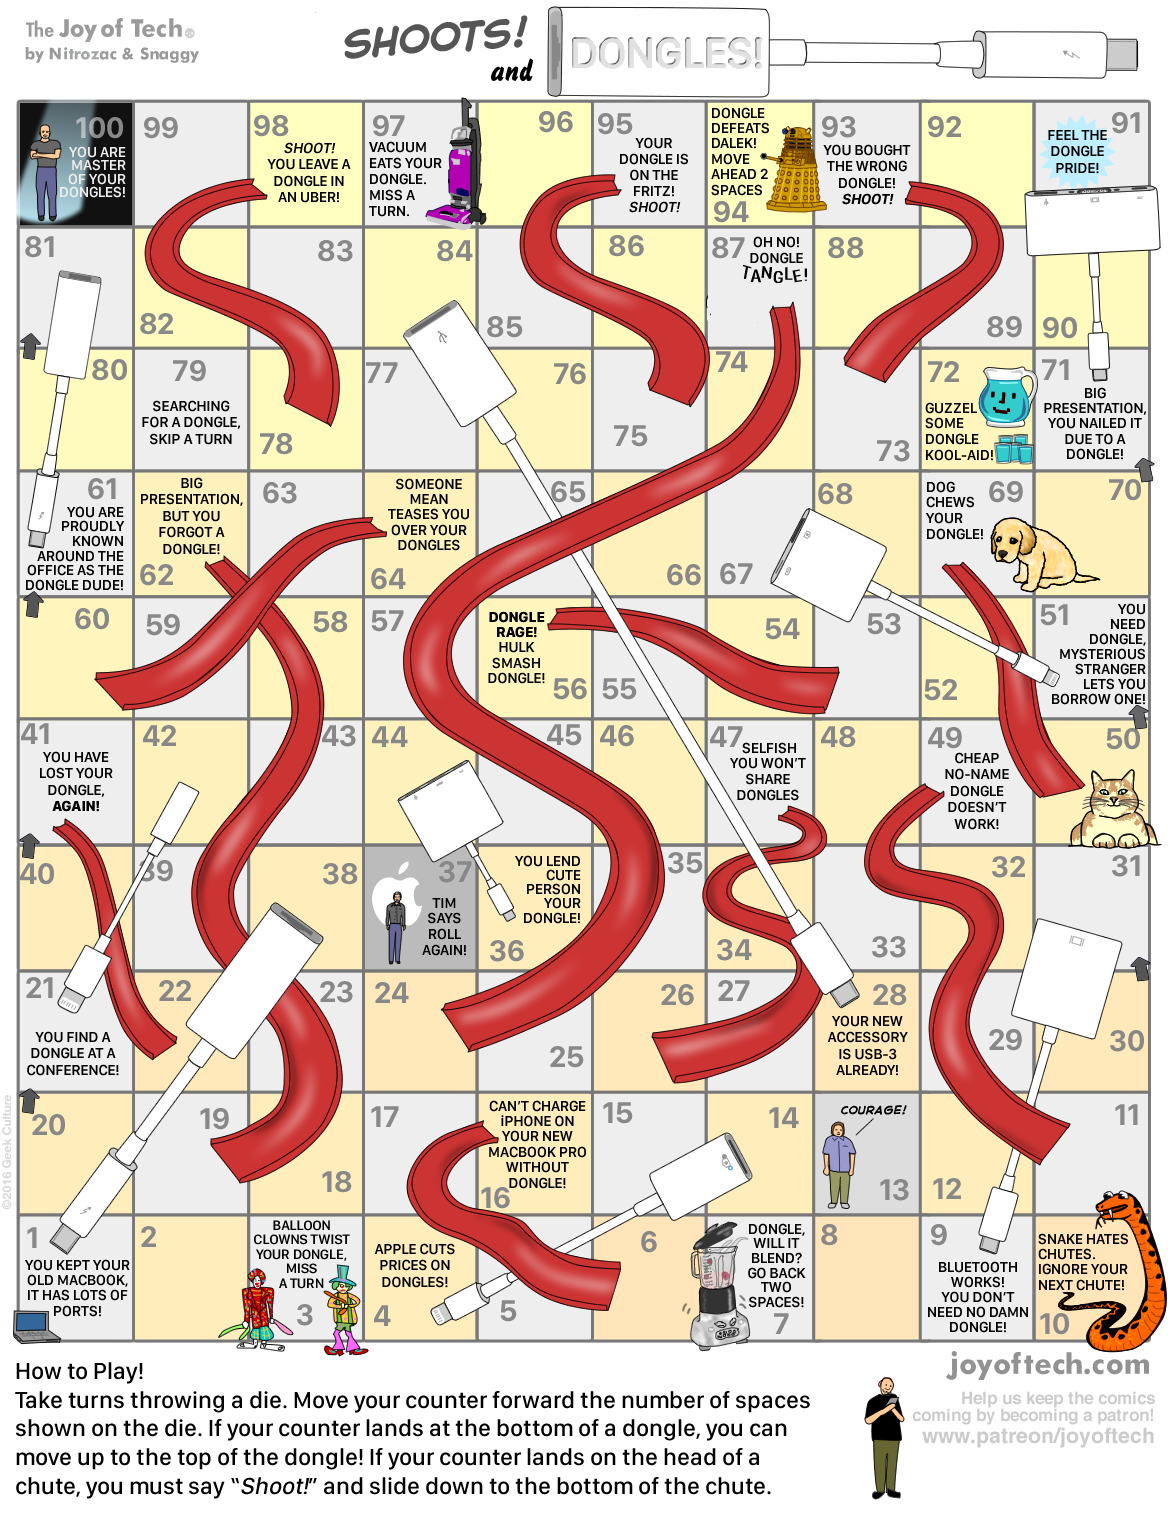 The Joy of Tech®
by Nitrozac & Snaggy
SHOOTS!
and
DONGLES!
100
YOU ARE
MASTER
OF YOUR
DONGLES!
99
98
SHOOT!
YOU LEAVE A
DONGLE IN
AN UBER!
97
VACUUM
EATS YOUR
DONGLE.
MISS A
TURN.
96
95
YOUR
DONGLE IS
ON THE
FRITZ!
SHOOT!
DONGLE
DEFEATS
DALEK!
MOVE
AHEAD 2
SPACES
94
93
YOU BOUGHT
THE WRONG
DONGLE!
SHOOT!
92
91
FEEL THE
DONGLE
PRIDE!
81
82
83
84
85
86
87
OH NO!
DONGLE
TANGLE!
88
89
90
80
79
SEARCHING
FOR A DONGLE,
SKIP A TURN
78
77
76
75
74
73
72
GUZZEL
SOME
DONGLE
KOOL-AID!
71
BIG
PRESENTATION,
YOU NAILED IT
DUE TO A
DONGLE!
61
YOU ARE
PROUDLY
KNOWN
AROUND THE
OFFICE AS THE
DONGLE DUDE!
BIG
PRESENTATION,
BUT YOU
FORGOT A
DONGLE!
62
63
SOMEONE
MEAN
TEASES YOU
OVER YOUR
DONGLES
64
65
66
67
68
DOG
CHEWS
YOUR
DONGLE!
69
70
60
59
58
57
DONGLE
RAGE!
HULK
SMASH
DONGLE!
56
55
54
53
52
51
YOU
NEED
DONGLE,
MYSTERIOUS
STRANGER
LETS YOU
BORROW ONE!
41
YOU HAVE
LOST YOUR
DONGLE,
AGAIN!
42
43
44
45
46
47
SELFISH
YOU WON'T
SHARE
DONGLES
48
49
CHEAP
NO-NAME
DONGLE
DOESN'T
WORK!
50
40
39
38
37
TIM
SAYS
ROLL
AGAIN!
YOU LEND
CUTE
PERSON
YOUR
DONGLE!
36
35
34
33
32
31
21
YOU FIND A
DONGLE AT A
CONFERENCE!
22
23
24
25
26
27
28
YOUR NEW
ACCESSORY
IS USB-3
ALREADY!
29
30
20
19
18
17
CAN'T CHARGE
iPHONE ON
YOUR NEW
MACBOOK PRO
WITHOUT
DONGLE!
16
15
14
COURAGE!
13
12
11
1
YOU KEPT YOUR
OLD MACBOOK,
IT HAS LOTS OF
PORTS!
2
BALLOON
CLOWNS TWIST
YOUR DONGLE,
MISS
A TURN
3
APPLE CUTS
PRICES ON
DONGLES!
4
5
6
DONGLE,
WILL IT
BLEND?
GO BACK
TWO
SPACES!
7
8
9
BLUETOOTH
WORKS!
YOU DON'T
NEED NO DAMN
DONGLE!
SNAKE HATES
CHUTES.
IGNORE YOUR
NEXT CHUTE!
10
©2016 Geek Culture
How to Play!
Take turns throwing a die. Move your counter forward the number of spaces
shown on the die. If your counter lands at the bottom of a dongle, you can
move up to the top of the dongle! If your counter lands on the head of a
chute, you must say “Shoot!” and slide down to the bottom of the chute.
joyoftech.com
Help us keep the comics
coming by becoming a patron!
www.patreon/joyoftech